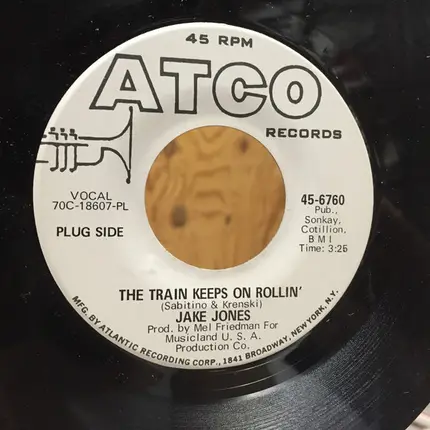 45 RPM
ATCO
RECORDS
VOCAL
70C-18607-PL
PLUG SIDE
45-6760
Pub.,
Sonkay,
Cotillion,
BMI
Time: 3:25
THE TRAIN KEEPS ON ROLLIN'
(Sabitino & Krenski)
JAKE JONES
Prod. by Mel Friedman For
Musicland U. S. A.
Production Co.
MFG. BY ATLANTIC RECORDING CORP., 1841 BROADWAY, NEW YORK, N.Y.